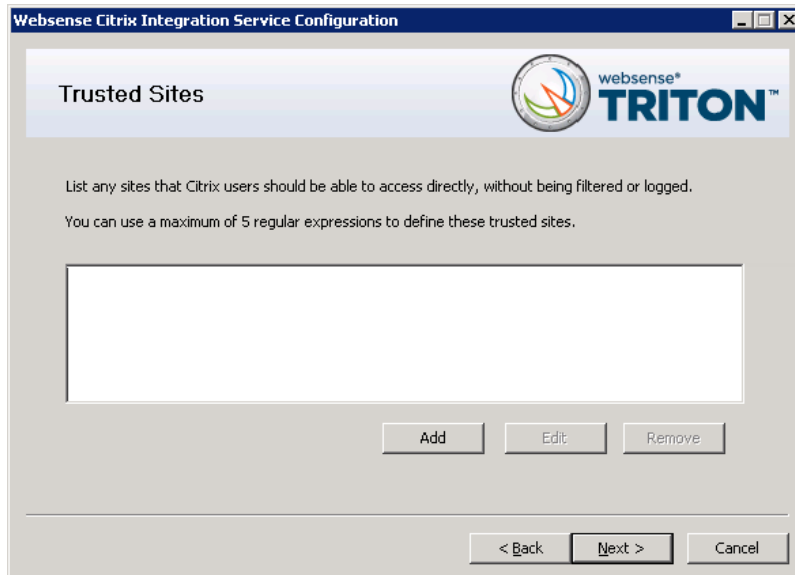 Websense Citrix Integration Service Configuration
Trusted Sites
websense*
TRITON™
List any sites that Citrix users should be able to access directly, without being filtered or logged.
You can use a maximum of 5 regular expressions to define these trusted sites.
Add
Edit
Remove
< Back
Next >
Cancel